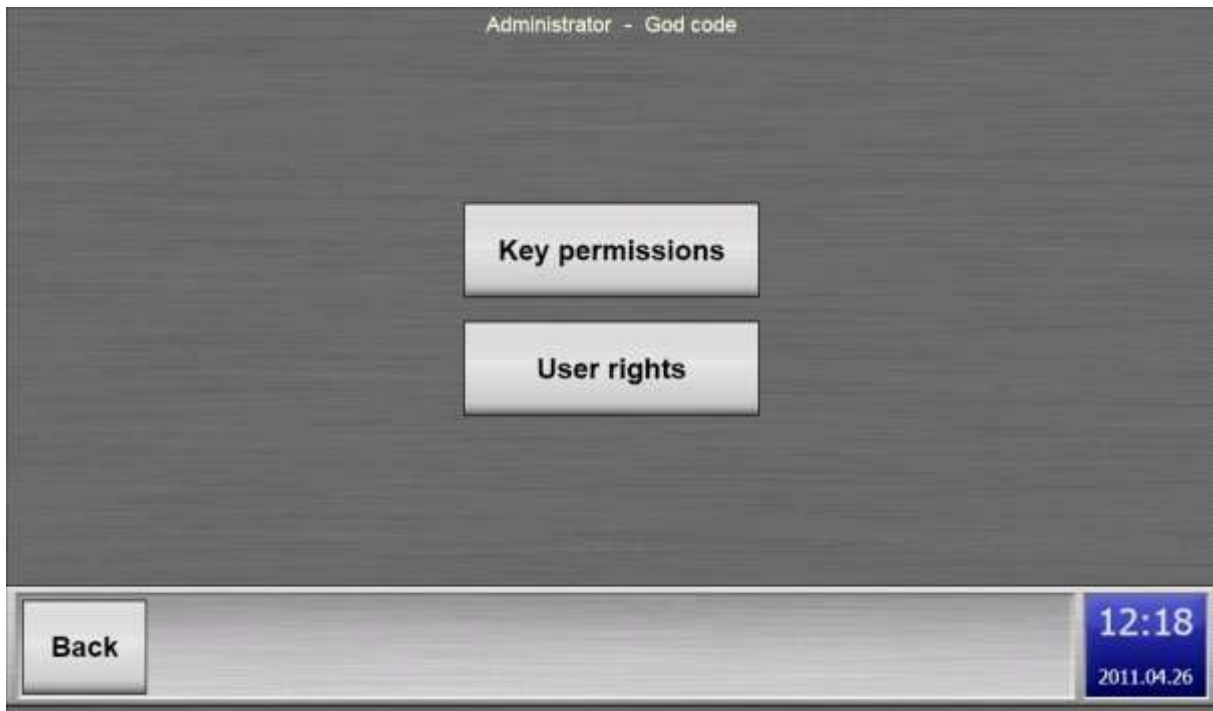 Administrator - God code
Key permissions
User rights
Back
12:18
2011.04.26